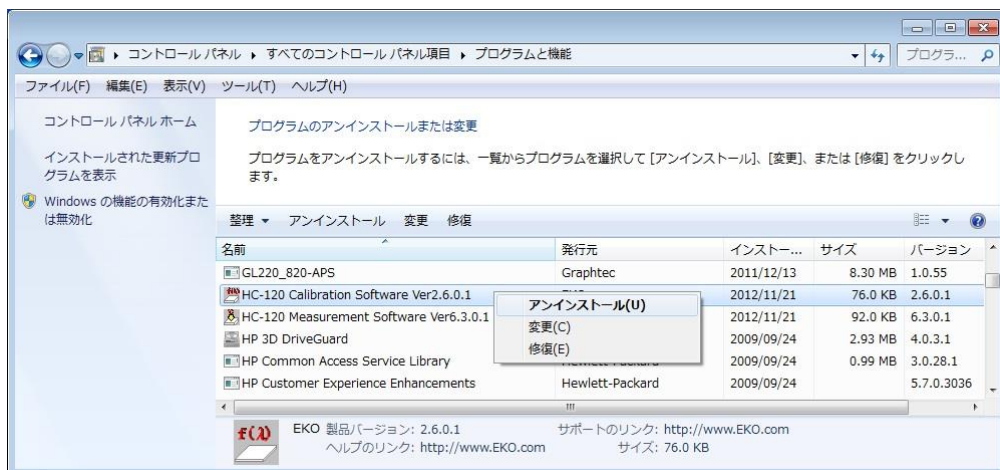 コントロール パネル ▸ すべてのコントロール パネル項目 ▸ プログラムと機能
プログラ...
ファイル(F) 編集(E) 表示(V) ツール(T) ヘルプ(H)
コントロール パネル ホーム
インストールされた更新プロ
グラムを表示
Windows の機能の有効化また
は無効化
プログラムのアンインストールまたは変更
プログラムをアンインストールするには、一覧からプログラムを選択して [アンインストール]、[変更]、または [修復] をクリックし
ます。
整理 アンインストール 変更 修復
名前 発行元 インストー... サイズ バージョン
GL220_820-APS Graphtec 2011/12/13 8.30 MB 1.0.55
HC-120 Calibration Software Ver2.6.0.1 2012/11/21 76.0 KB 2.6.0.1
HC-120 Measurement Software Ver6.3.0.1 2012/11/21 92.0 KB 6.3.0.1
HP 3D DriveGuard 2009/09/24 2.93 MB 4.0.3.1
HP Common Access Service Library 2009/09/24 0.99 MB 3.0.28.1
HP Customer Experience Enhancements Hewlett-Packard 2009/09/24 5.7.0.3036
アンインストール(U)
変更(C)
修復(E)
f(λ)
EKO 製品バージョン: 2.6.0.1 サポートのリンク: http://www.EKO.com
ヘルプのリンク: http://www.EKO.com サイズ: 76.0 KB